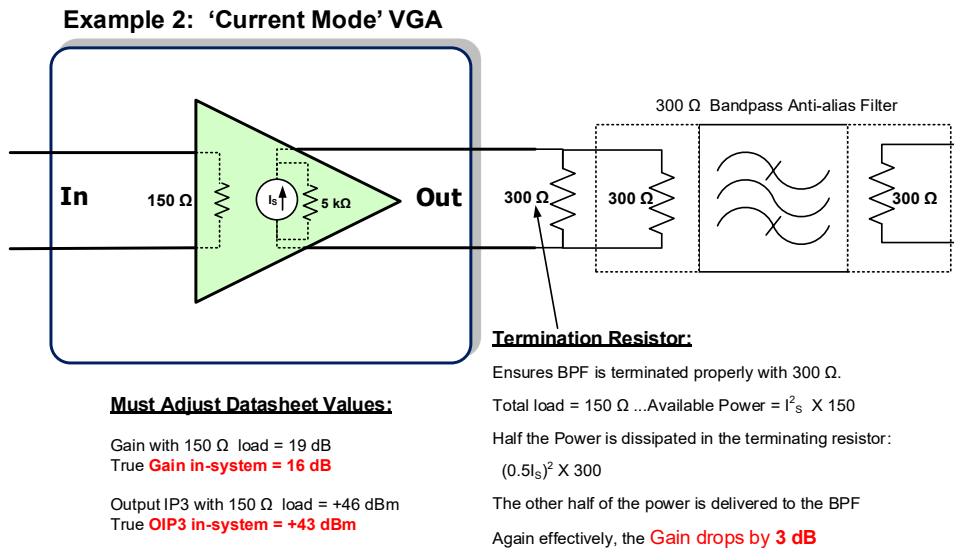 Example 2: ‘Current Mode’ VGA
300 Ω Bandpass Anti-alias Filter
In
150 Ω
Iₛ
5 kΩ
Out
300 Ω
300 Ω
300 Ω
Must Adjust Datasheet Values:
Gain with 150 Ω load = 19 dB
True Gain in-system = 16 dB
Output IP3 with 150 Ω load = +46 dBm
True OIP3 in-system = +43 dBm
Termination Resistor:
Ensures BPF is terminated properly with 300 Ω.
Total load = 150 Ω ...Available Power = I²ₛ X 150
Half the Power is dissipated in the terminating resistor:
(0.5Iₛ)² X 300
The other half of the power is delivered to the BPF
Again effectively, the Gain drops by 3 dB